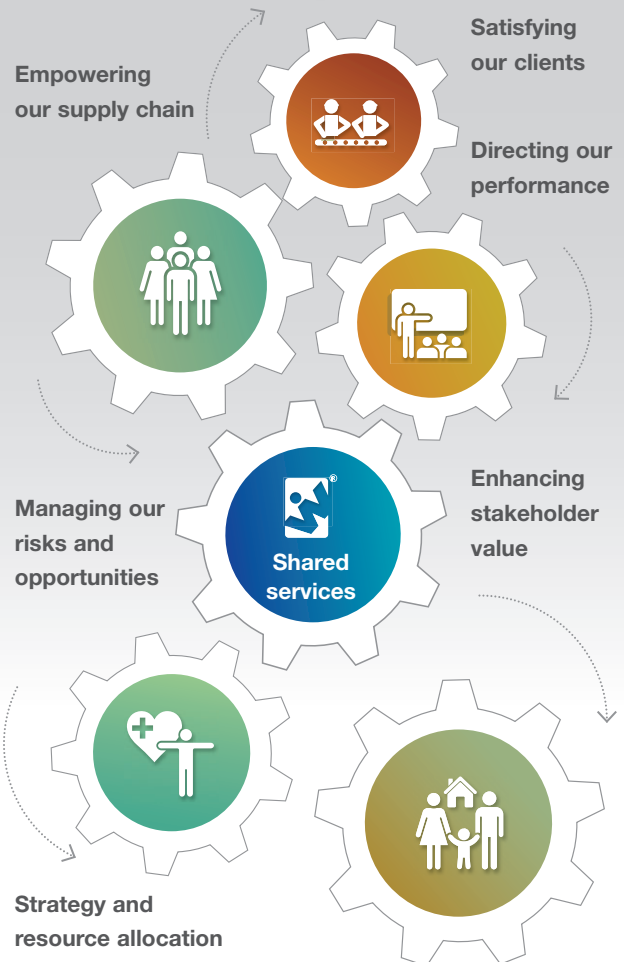 Satisfying
our clients
Empowering
our supply chain
Directing our
performance
®
Shared
services
Managing our
risks and
opportunities
Enhancing
stakeholder
value
Strategy and
resource allocation